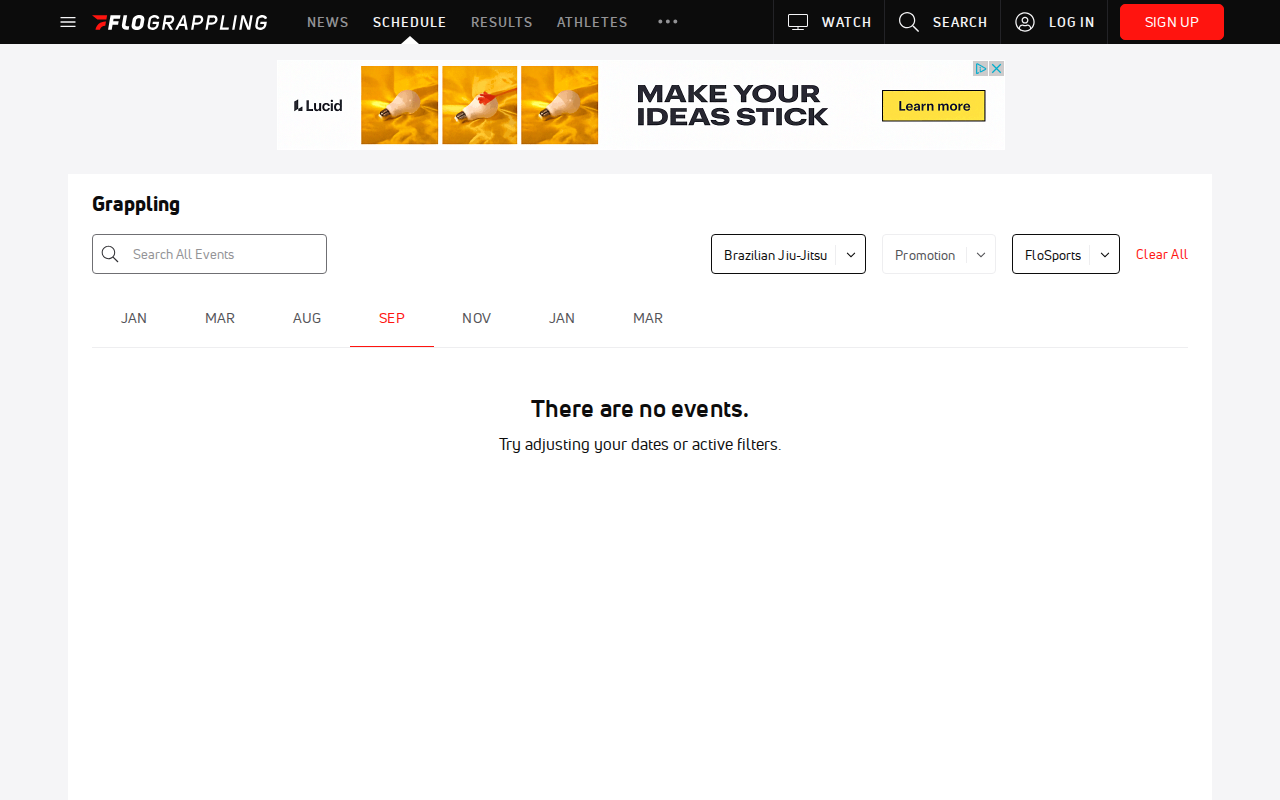 FLOGRAPPLING NEWS SCHEDULE RESULTS ATHLETES WATCH SEARCH LOG IN SIGN UP
Lucid
MAKE YOUR
IDEAS STICK
Learn more
Grappling
Search All Events
Brazilian Jiu-Jitsu
Promotion
FloSports
Clear All
JAN MAR AUG SEP NOV JAN MAR
There are no events.
Try adjusting your dates or active filters.